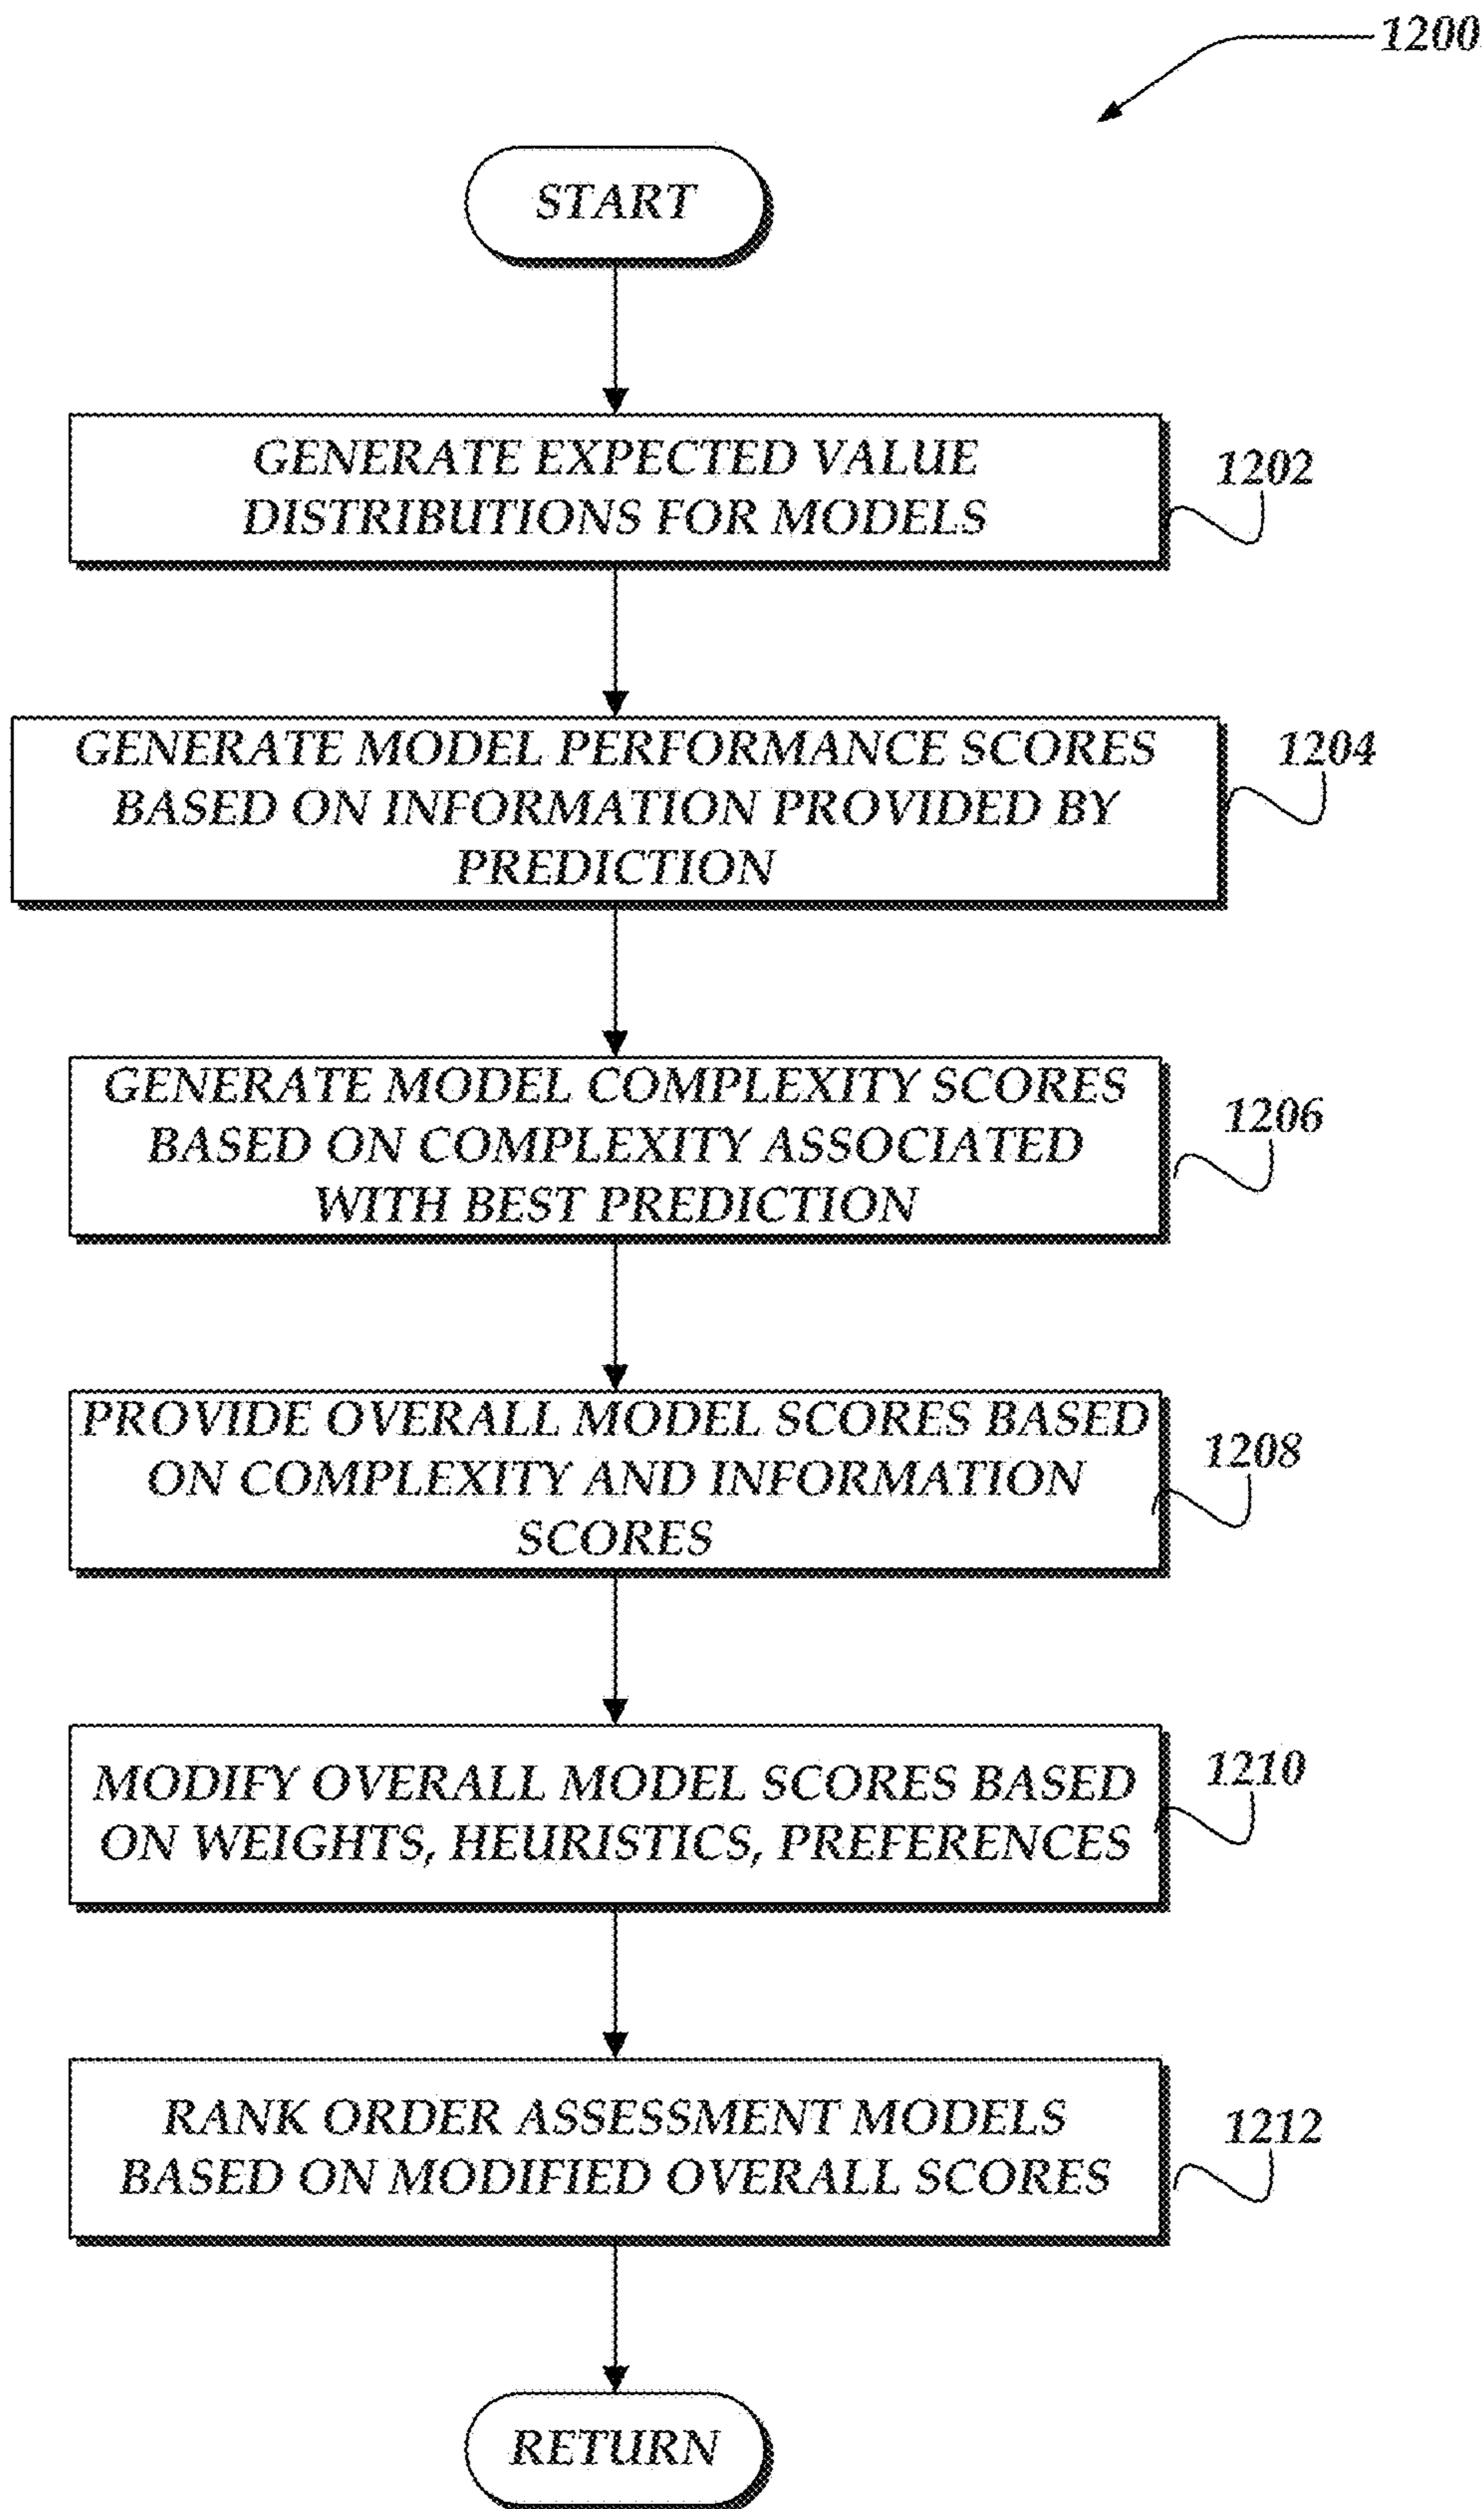 1200
START
GENERATE EXPECTED VALUE
DISTRIBUTIONS FOR MODELS
1202
GENERATE MODEL PERFORMANCE SCORES
BASED ON INFORMATION PROVIDED BY
PREDICTION
1204
GENERATE MODEL COMPLEXITY SCORES
BASED ON COMPLEXITY ASSOCIATED
WITH BEST PREDICTION
1206
PROVIDE OVERALL MODEL SCORES BASED
ON COMPLEXITY AND INFORMATION
SCORES
1208
MODIFY OVERALL MODEL SCORES BASED
ON WEIGHTS, HEURISTICS, PREFERENCES
1210
RANK ORDER ASSESSMENT MODELS
BASED ON MODIFIED OVERALL SCORES
1212
RETURN